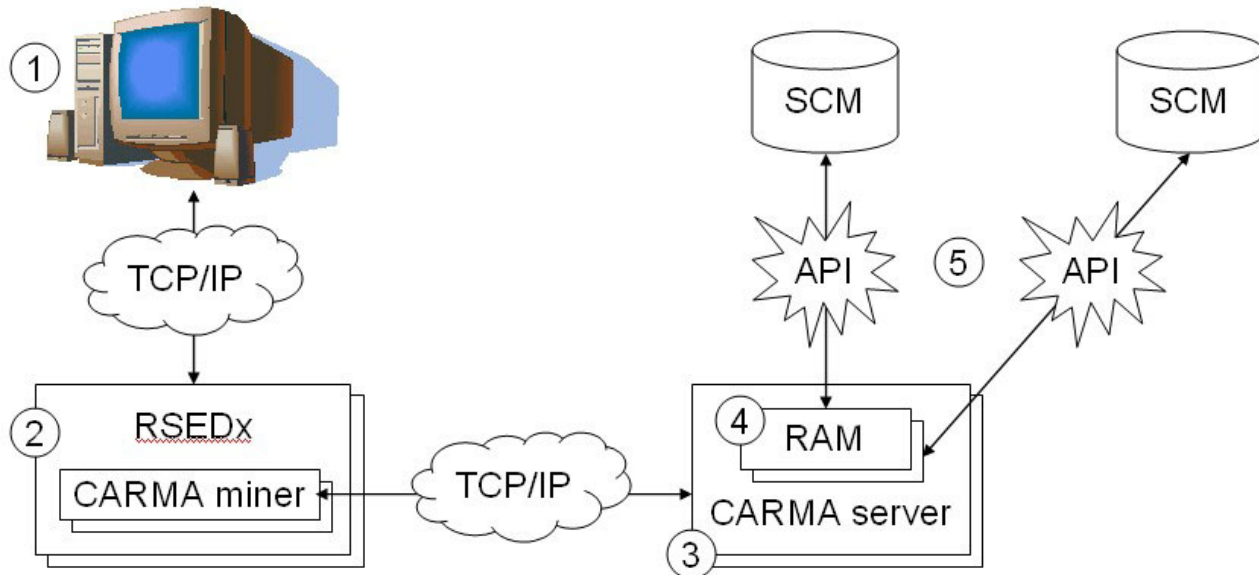 1
SCM
SCM
TCP/IP
API
5
API
2
RSEDx
CARMA miner
TCP/IP
4
RAM
CARMA server
3